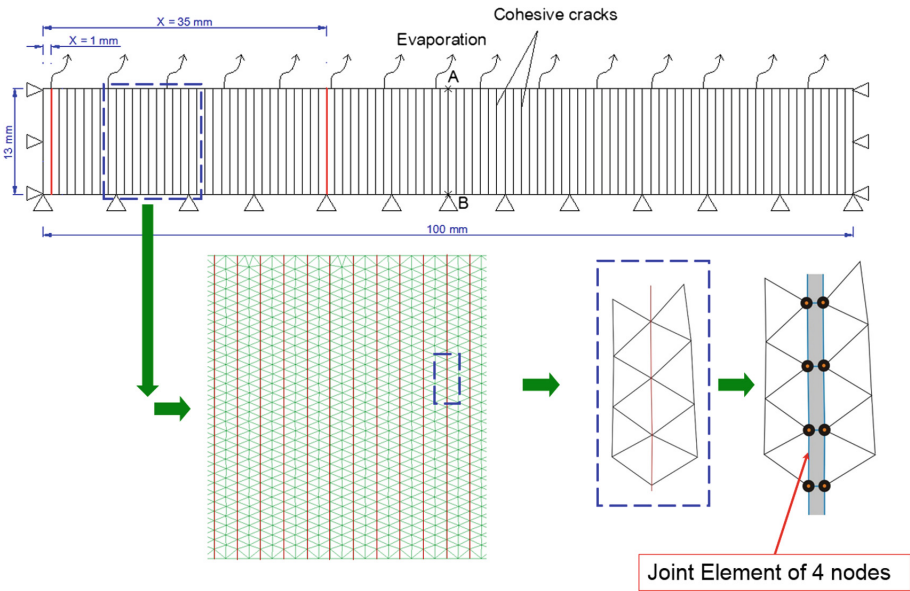 X = 35 mm
Cohesive cracks
X = 1 mm
Evaporation
A
13 mm
B
100 mm
Joint Element of 4 nodes